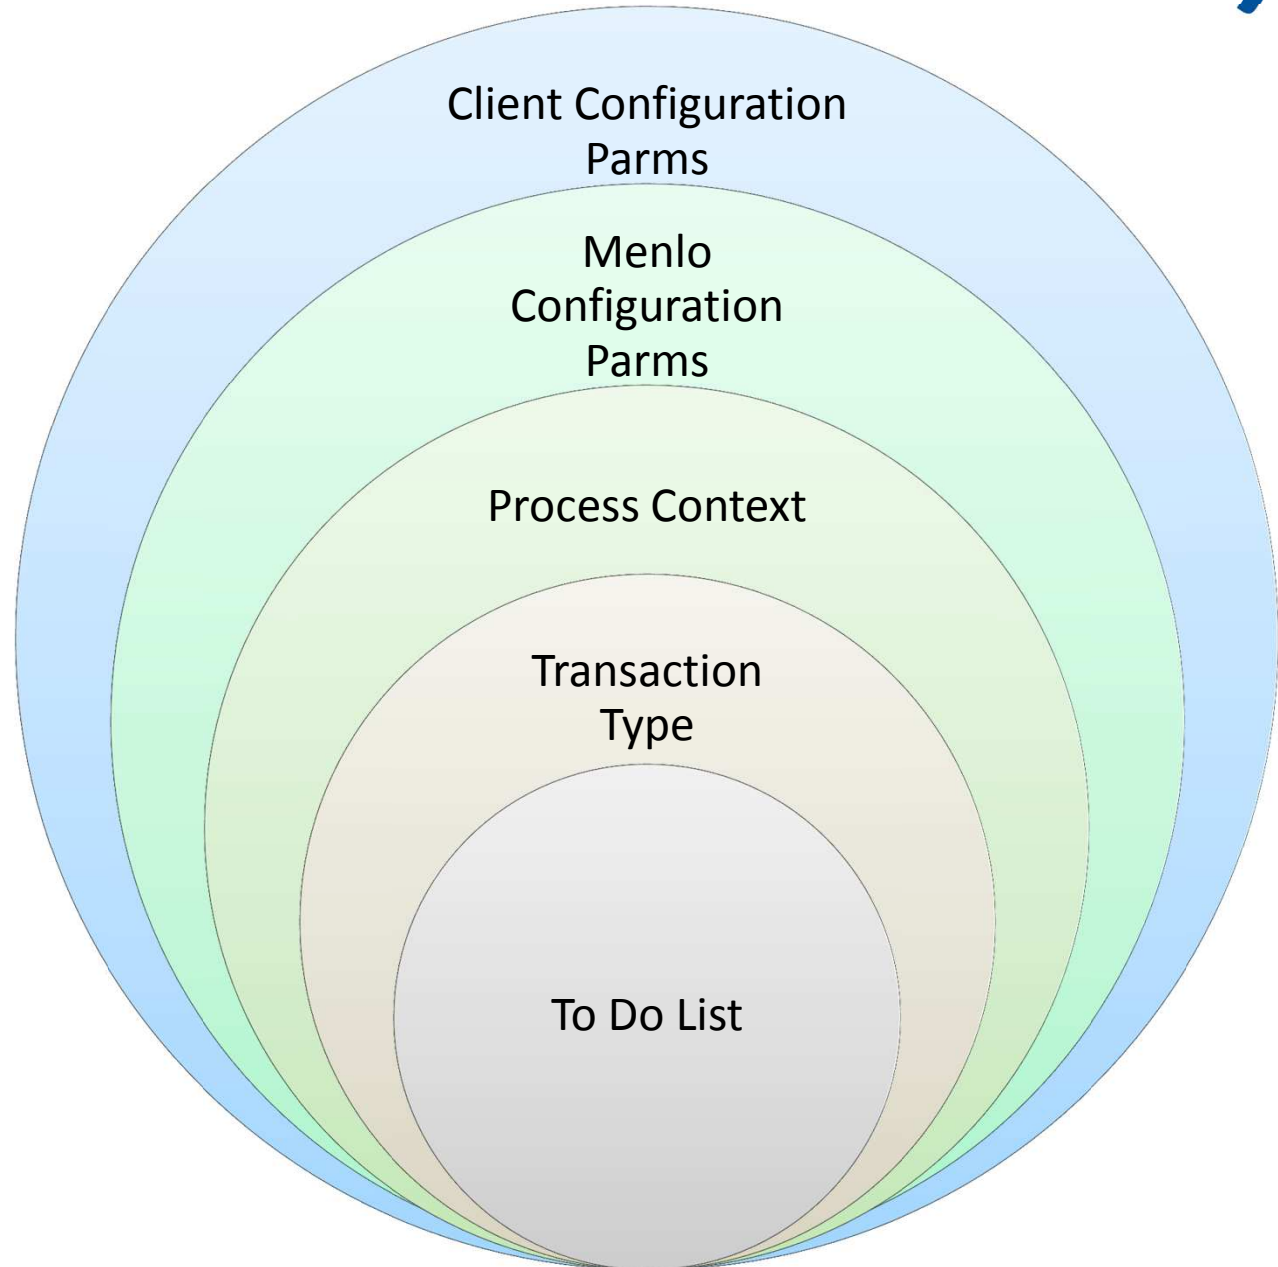 Client Configuration
Parms
Menlo
Configuration
Parms
Process Context
Transaction
Type
To Do List